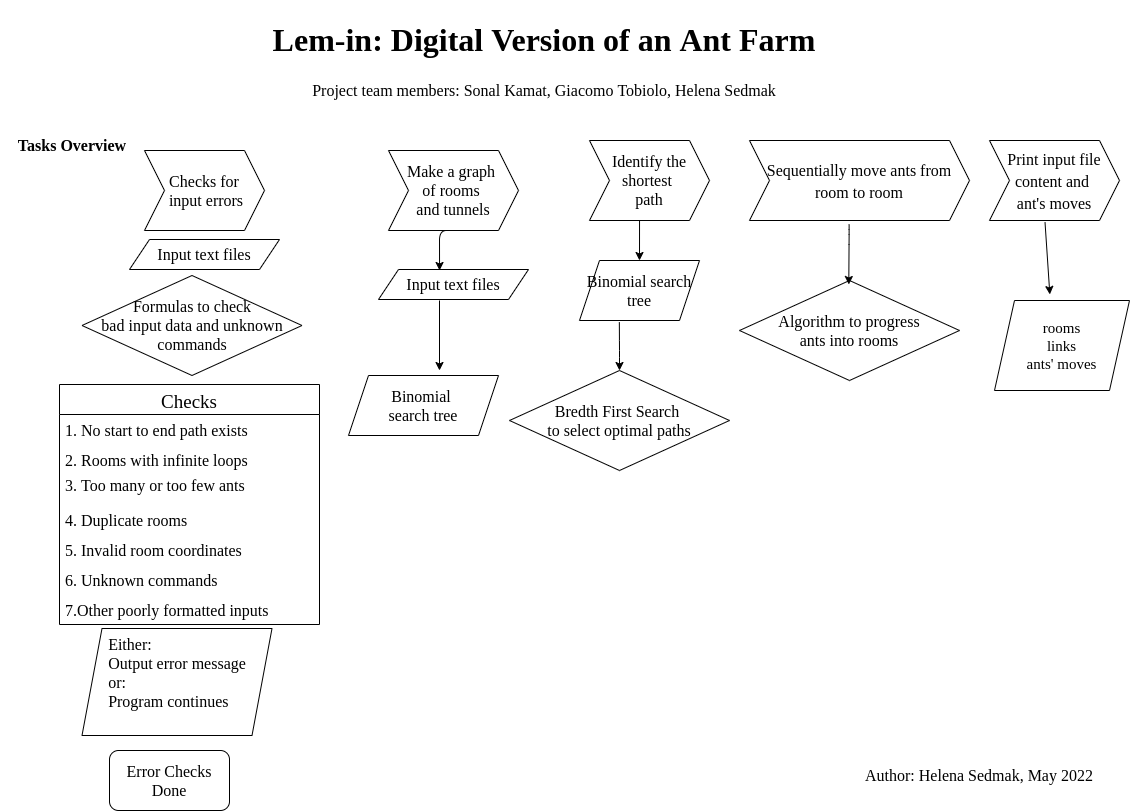 Lem-in: Digital Version of an Ant Farm
Project team members: Sonal Kamat, Giacomo Tobiolo, Helena Sedmak
Tasks Overview
Checks for
input errors
Input text files
Formulas to check
bad input data and unknown
commands
Checks
1. No start to end path exists
2. Rooms with infinite loops
3. Too many or too few ants
4. Duplicate rooms
5. Invalid room coordinates
6. Unknown commands
7.Other poorly formatted inputs
Either:
Output error message
or:
Program continues
Error Checks
Done
Make a graph
of rooms
and tunnels
Input text files
Binomial
search tree
Identify the
shortest
path
Binomial search
tree
Bredth First Search
to select optimal paths
Sequentially move ants from
room to room
Algorithm to progress
ants into rooms
Print input file
content and
ant's moves
rooms
links
ants' moves
Author: Helena Sedmak, May 2022